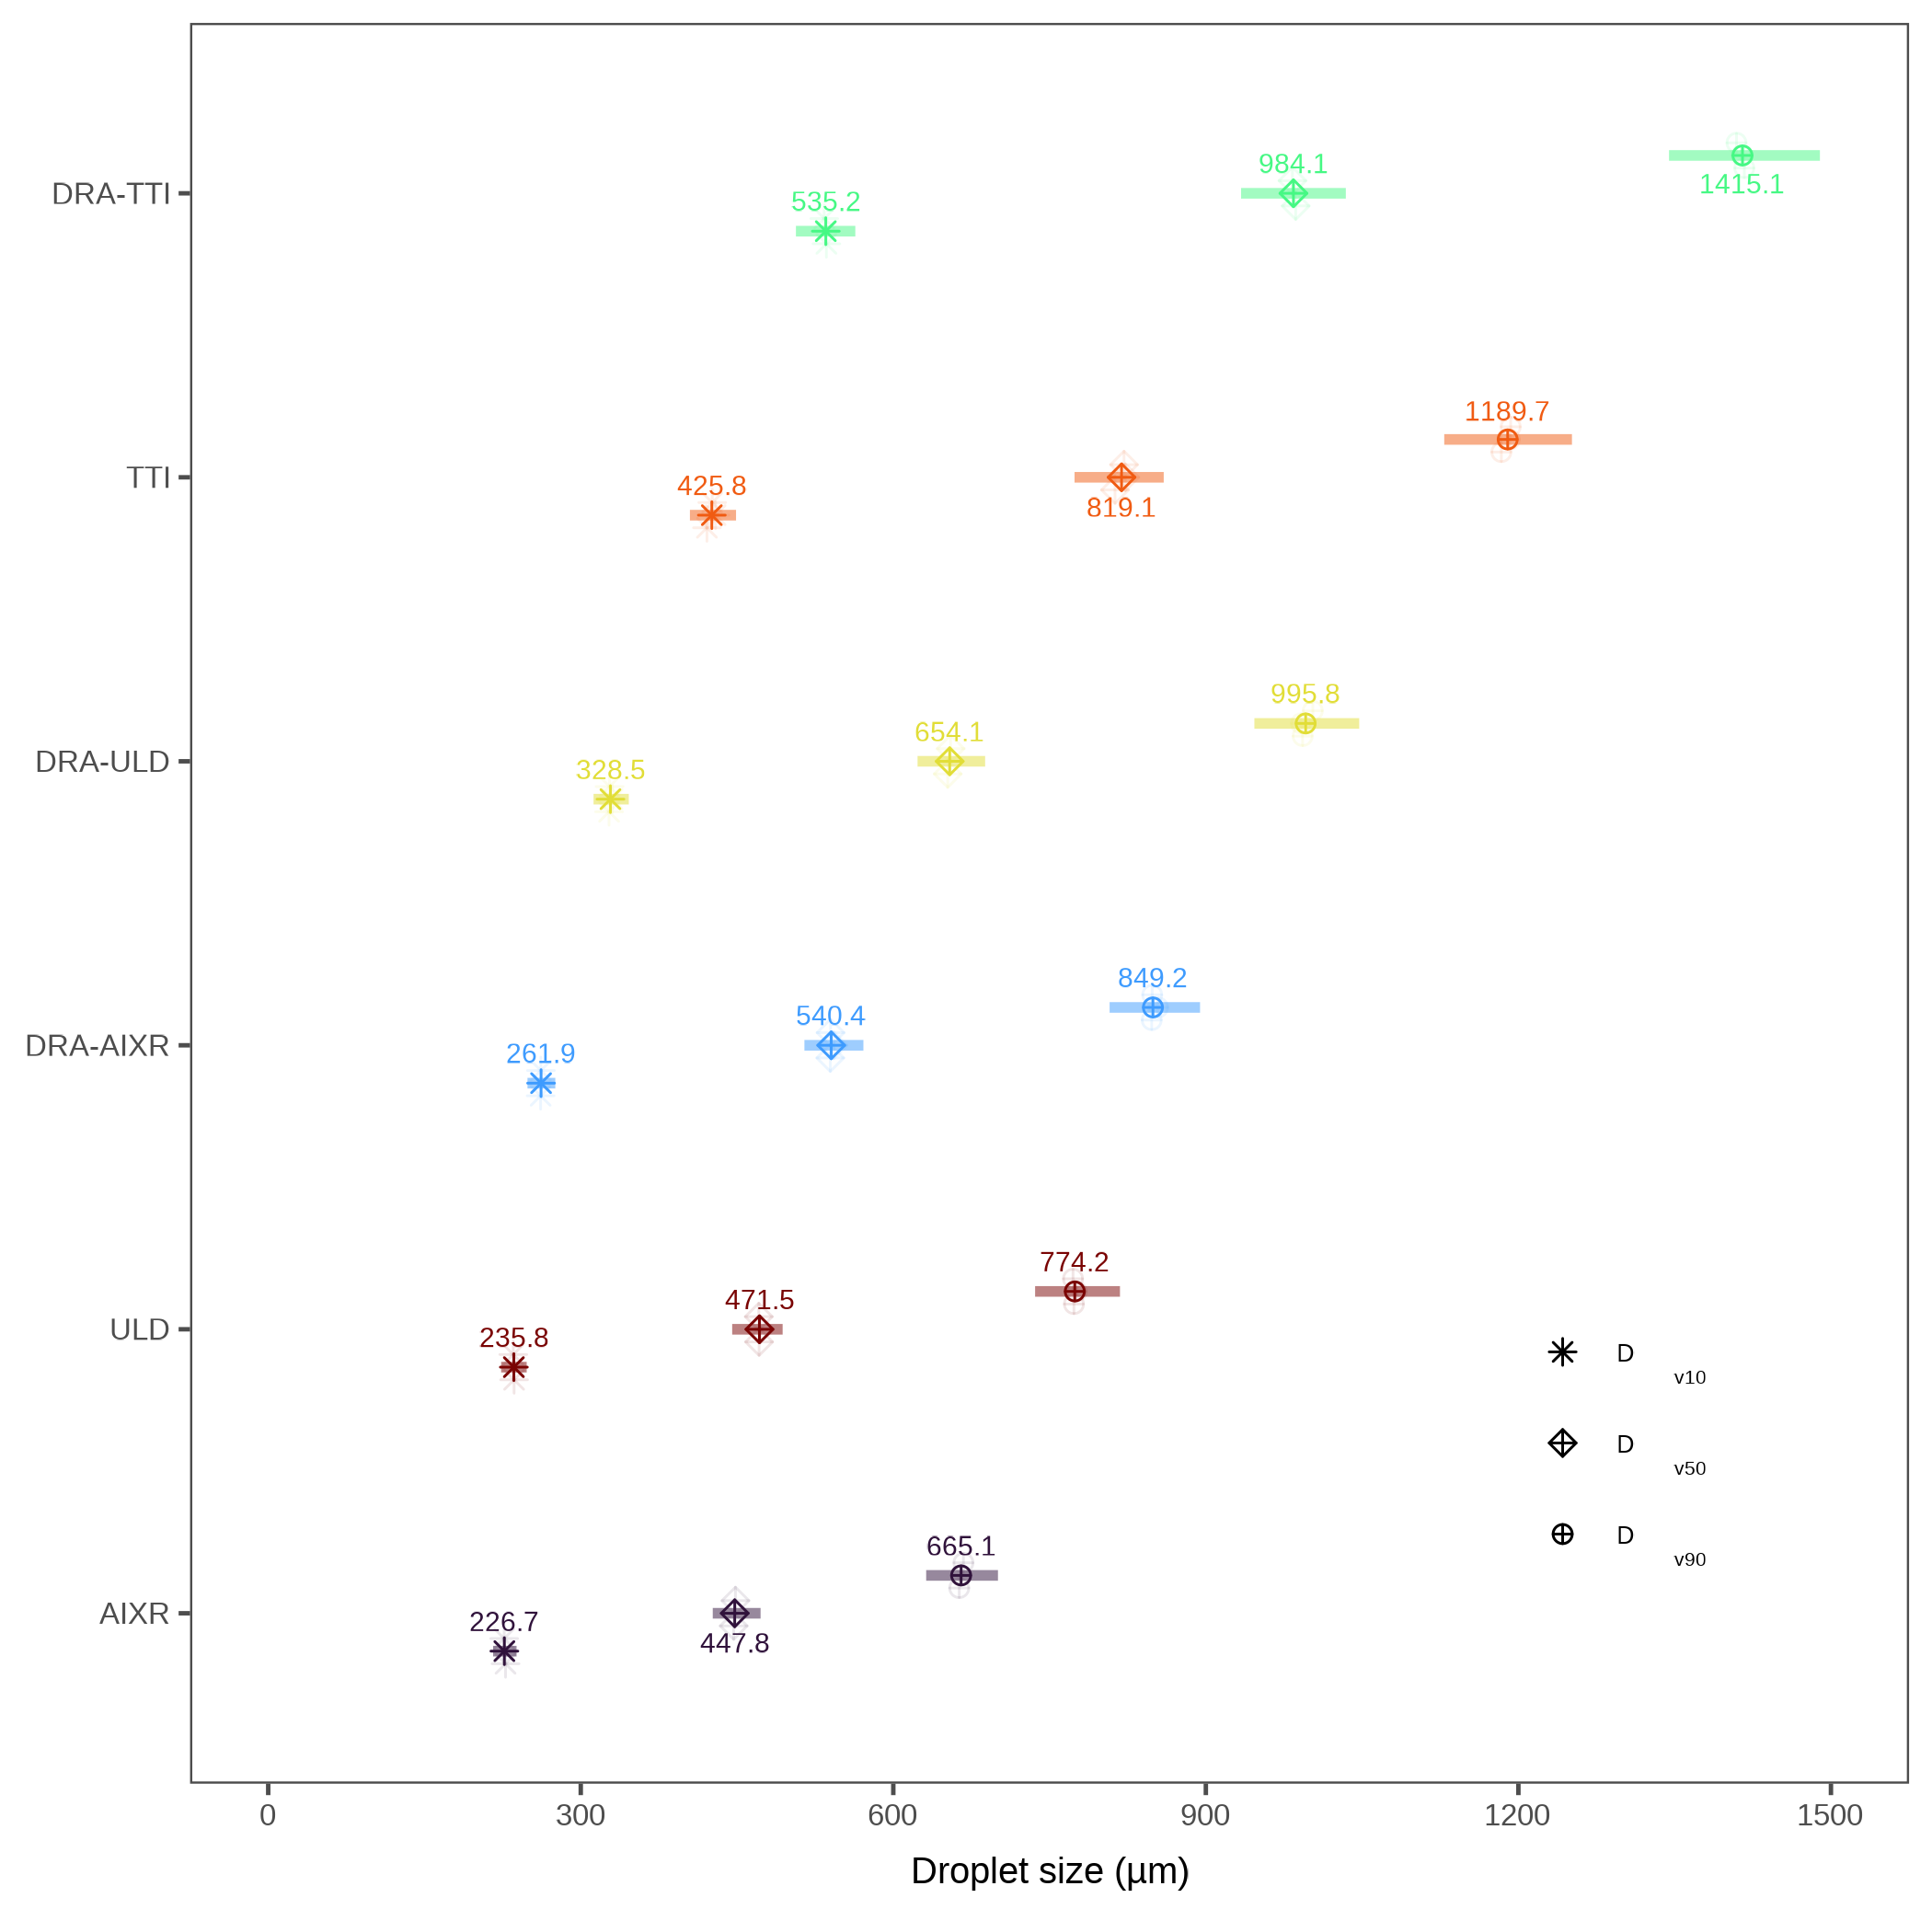 984.1
DRA-TTI
1415.1
535.2
1189.7
TTI
425.8
819.1
995.8
654.1
DRA-ULD
328.5
849.2
540.4
DRA-AIXR
261.9
774.2
471.5
ULD
235.8
D v10
D v50
D v90
665.1
AIXR
226.7
447.8
0 300 600 900 1200 1500
Droplet size (µm)